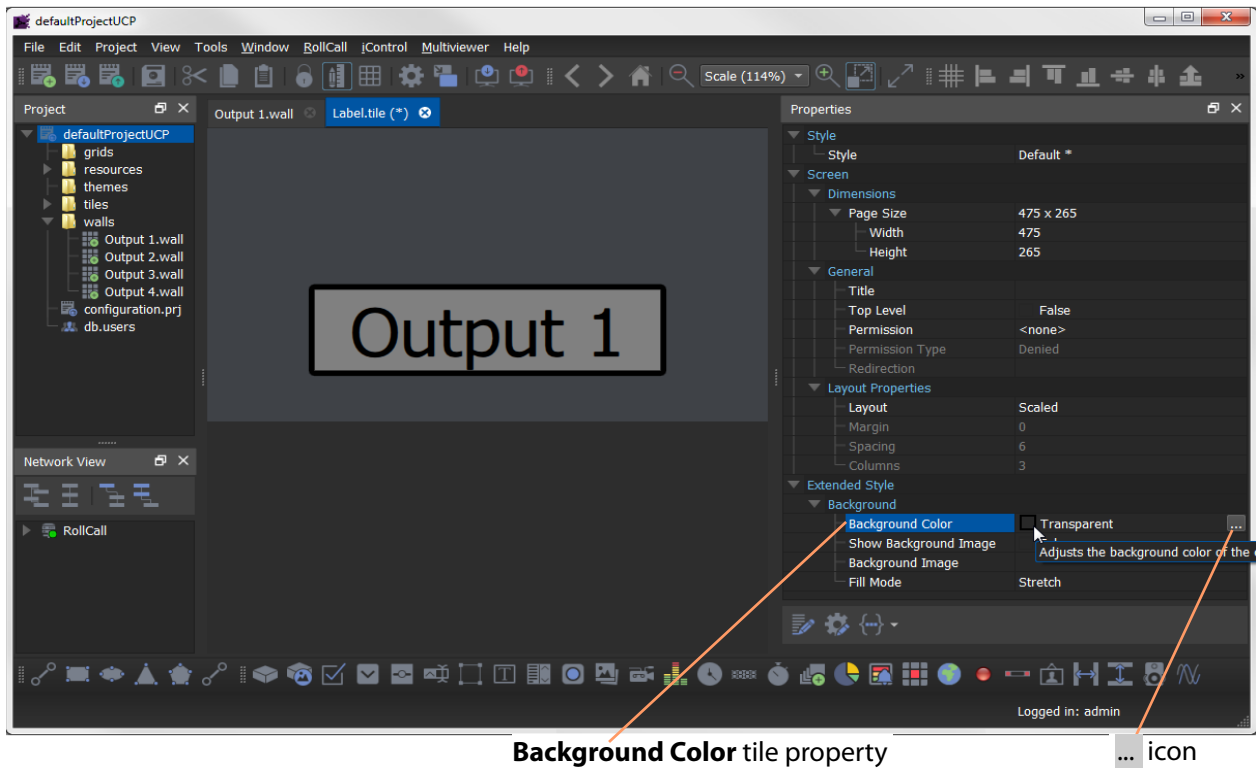 defaultProjectUCP
File Edit Project View Tools Window RollCall iControl Multiviewer Help
Scale (114%)
»
Project
defaultProjectUCP
grids
resources
themes
tiles
walls
Output 1.wall
Output 2.wall
Output 3.wall
Output 4.wall
configuration.prj
db.users
Network View
RollCall
Output 1.wall Label.tile (*)
Output 1
Properties
Style
Style Default *
Screen
Dimensions
Page Size 475 x 265
Width 475
Height 265
General
Title
Top Level False
Permission <none>
Permission Type Denied
Redirection
Layout Properties
Layout Scaled
Margin 0
Spacing 6
Columns 3
Extended Style
Background
Background Color Transparent ...
Show Background Image
Adjusts the background color of the
Background Image
Fill Mode Stretch
Logged in: admin
Background Color tile property
... icon